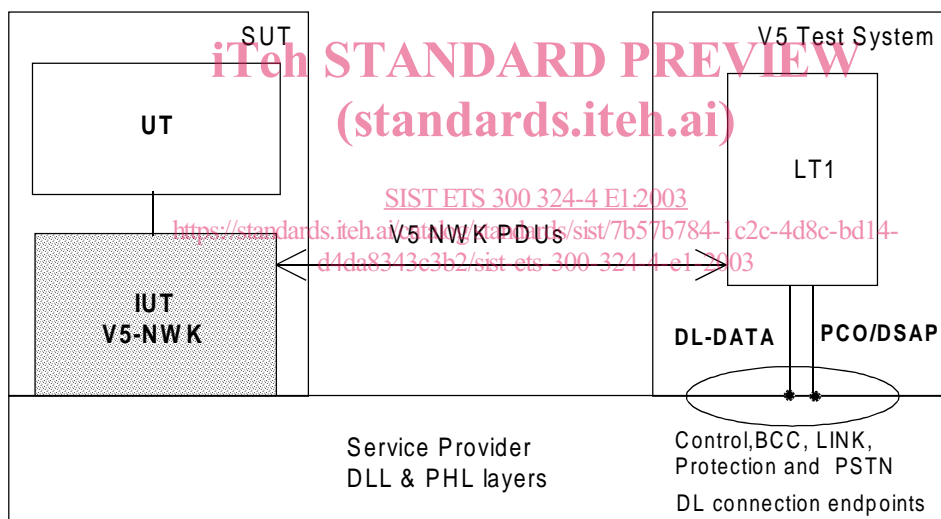 SUT
V5 Test System
iTeh STANDARD PREVIEW
(standards.iteh.ai)
UT
LT1
SIST ETS 300 324-4 E1:2003
https://standards.iteh.ai/catalog/standards/sist/7b57b784-1c2c-4d8c-bd14-
d4da8343c3b2/sist-ets-300-324-4-e1-2003
V5 NWK PDUs
IUT
V5-NWK
DL-DATA
PCO/DSAP
Service Provider
DLL & PHL layers
Control,BCC, LINK,
Protection and PSTN
DL connection endpoints